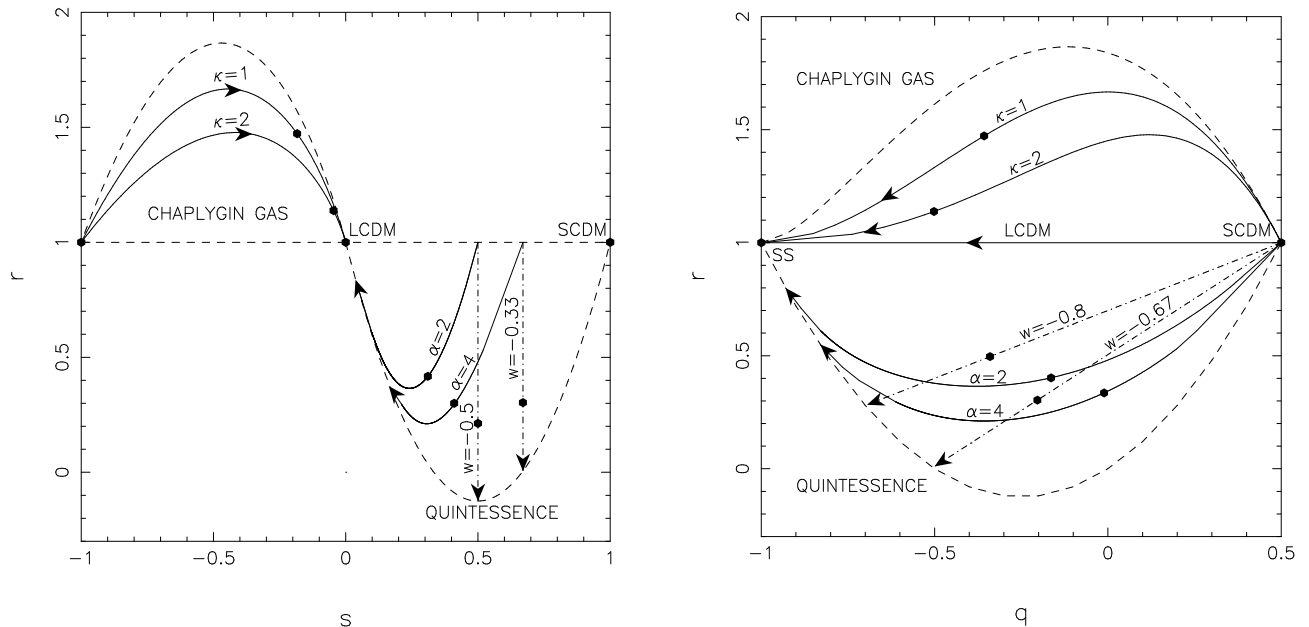 2
1.5
1
0.5
0
r
κ=1
κ=2
CHAPLYGIN GAS
LCDM
SCDM
α=2
α=4
w=−0.5
w=−0.33
QUINTESSENCE
−1
−0.5
0
0.5
1
s
2
1.5
1
0.5
0
r
CHAPLYGIN GAS
κ=1
κ=2
LCDM
SCDM
SS
w=−0.8
w=−0.67
α=2
α=4
QUINTESSENCE
−1
−0.5
0
0.5
q